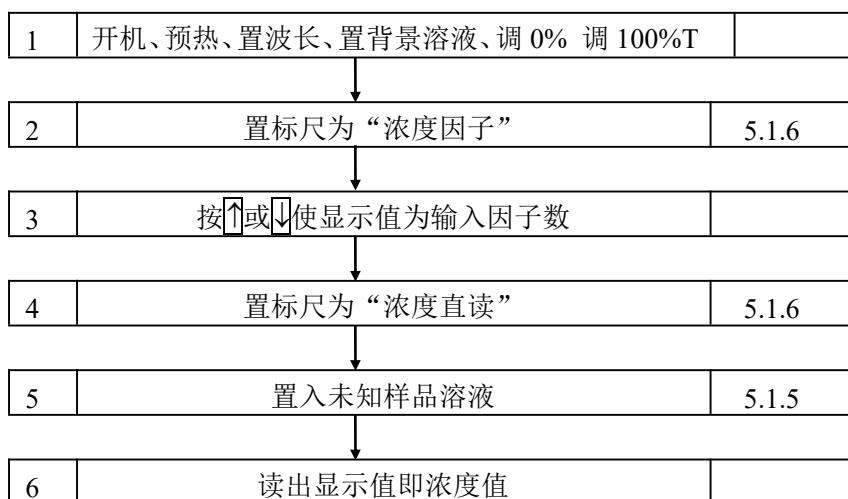 1 开机、预热、置波长、置背景溶液、调 0% 调 100%T
2 置标尺为“浓度因子” 5.1.6
3 按↑或↓使显示值为输入因子数
4 置标尺为“浓度直读” 5.1.6
5 置入未知样品溶液 5.1.5
6 读出显示值即浓度值